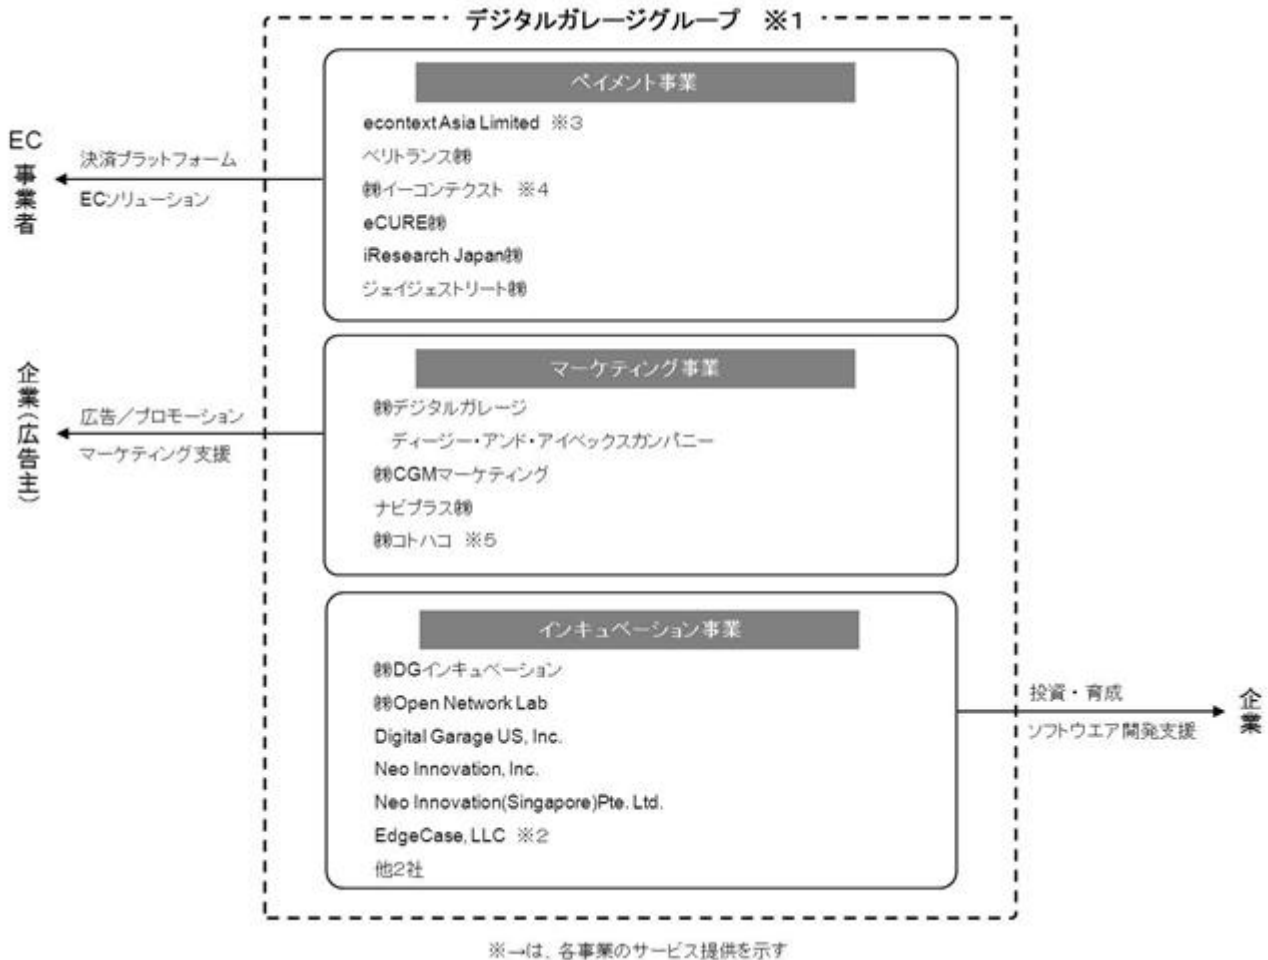 デジタルガレージグループ ※1
ペイメント事業
econtext Asia Limited ※3
ベリトランス㈱
㈱イーコンテクスト ※4
eCURE㈱
iResearch Japan㈱
ジェイジェストリート㈱
EC事業者
決済プラットフォーム
ECソリューション
マーケティング事業
㈱デジタルガレージ
ディージー・アンド・アイベックスカンパニー
㈱CGMマーケティング
ナビプラス㈱
㈱コトハコ ※5
企業(広告主)
広告／プロモーション
マーケティング支援
インキュベーション事業
㈱DGインキュベーション
㈱Open Network Lab
Digital Garage US, Inc.
Neo Innovation, Inc.
Neo Innovation(Singapore)Pte. Ltd.
EdgeCase, LLC ※2
他2社
投資・育成
ソフトウエア開発支援
企業
※→は、各事業のサービス提供を示す